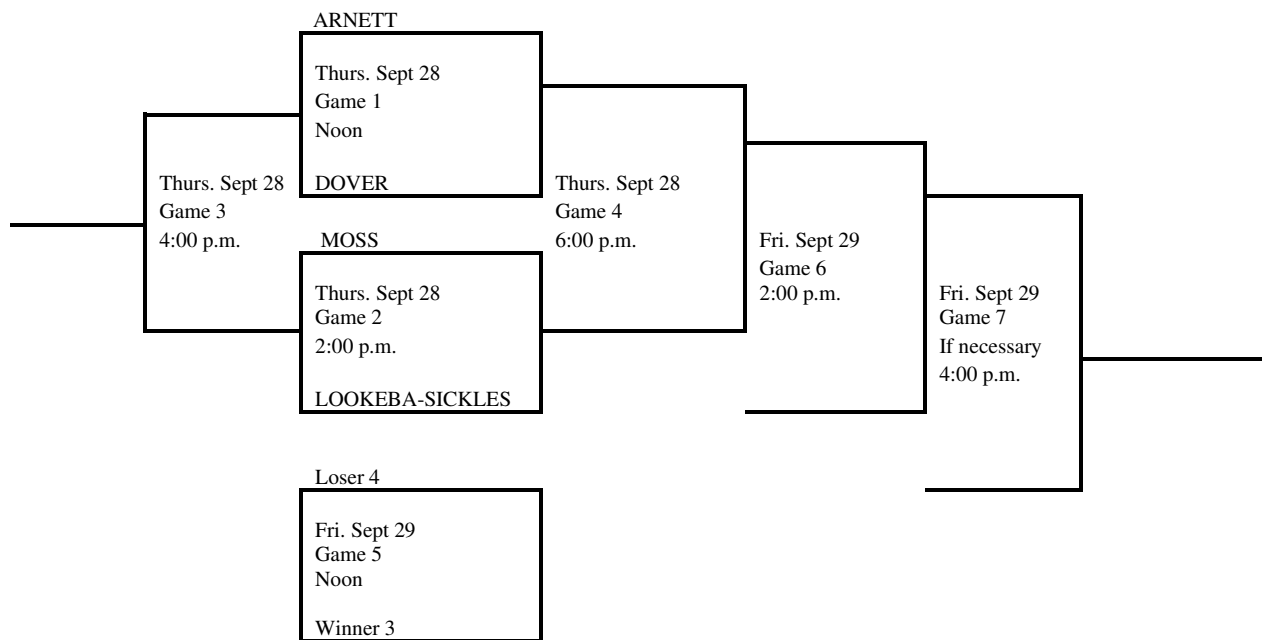 ARNETT
Thurs. Sept 28
Game 1
Noon
DOVER
Thurs. Sept 28
Game 3
4:00 p.m.
MOSS
Thurs. Sept 28
Game 2
2:00 p.m.
LOOKEBA-SICKLES
Thurs. Sept 28
Game 4
6:00 p.m.
Fri. Sept 29
Game 6
2:00 p.m.
Fri. Sept 29
Game 7
If necessary
4:00 p.m.
Loser 4
Fri. Sept 29
Game 5
Noon
Winner 3